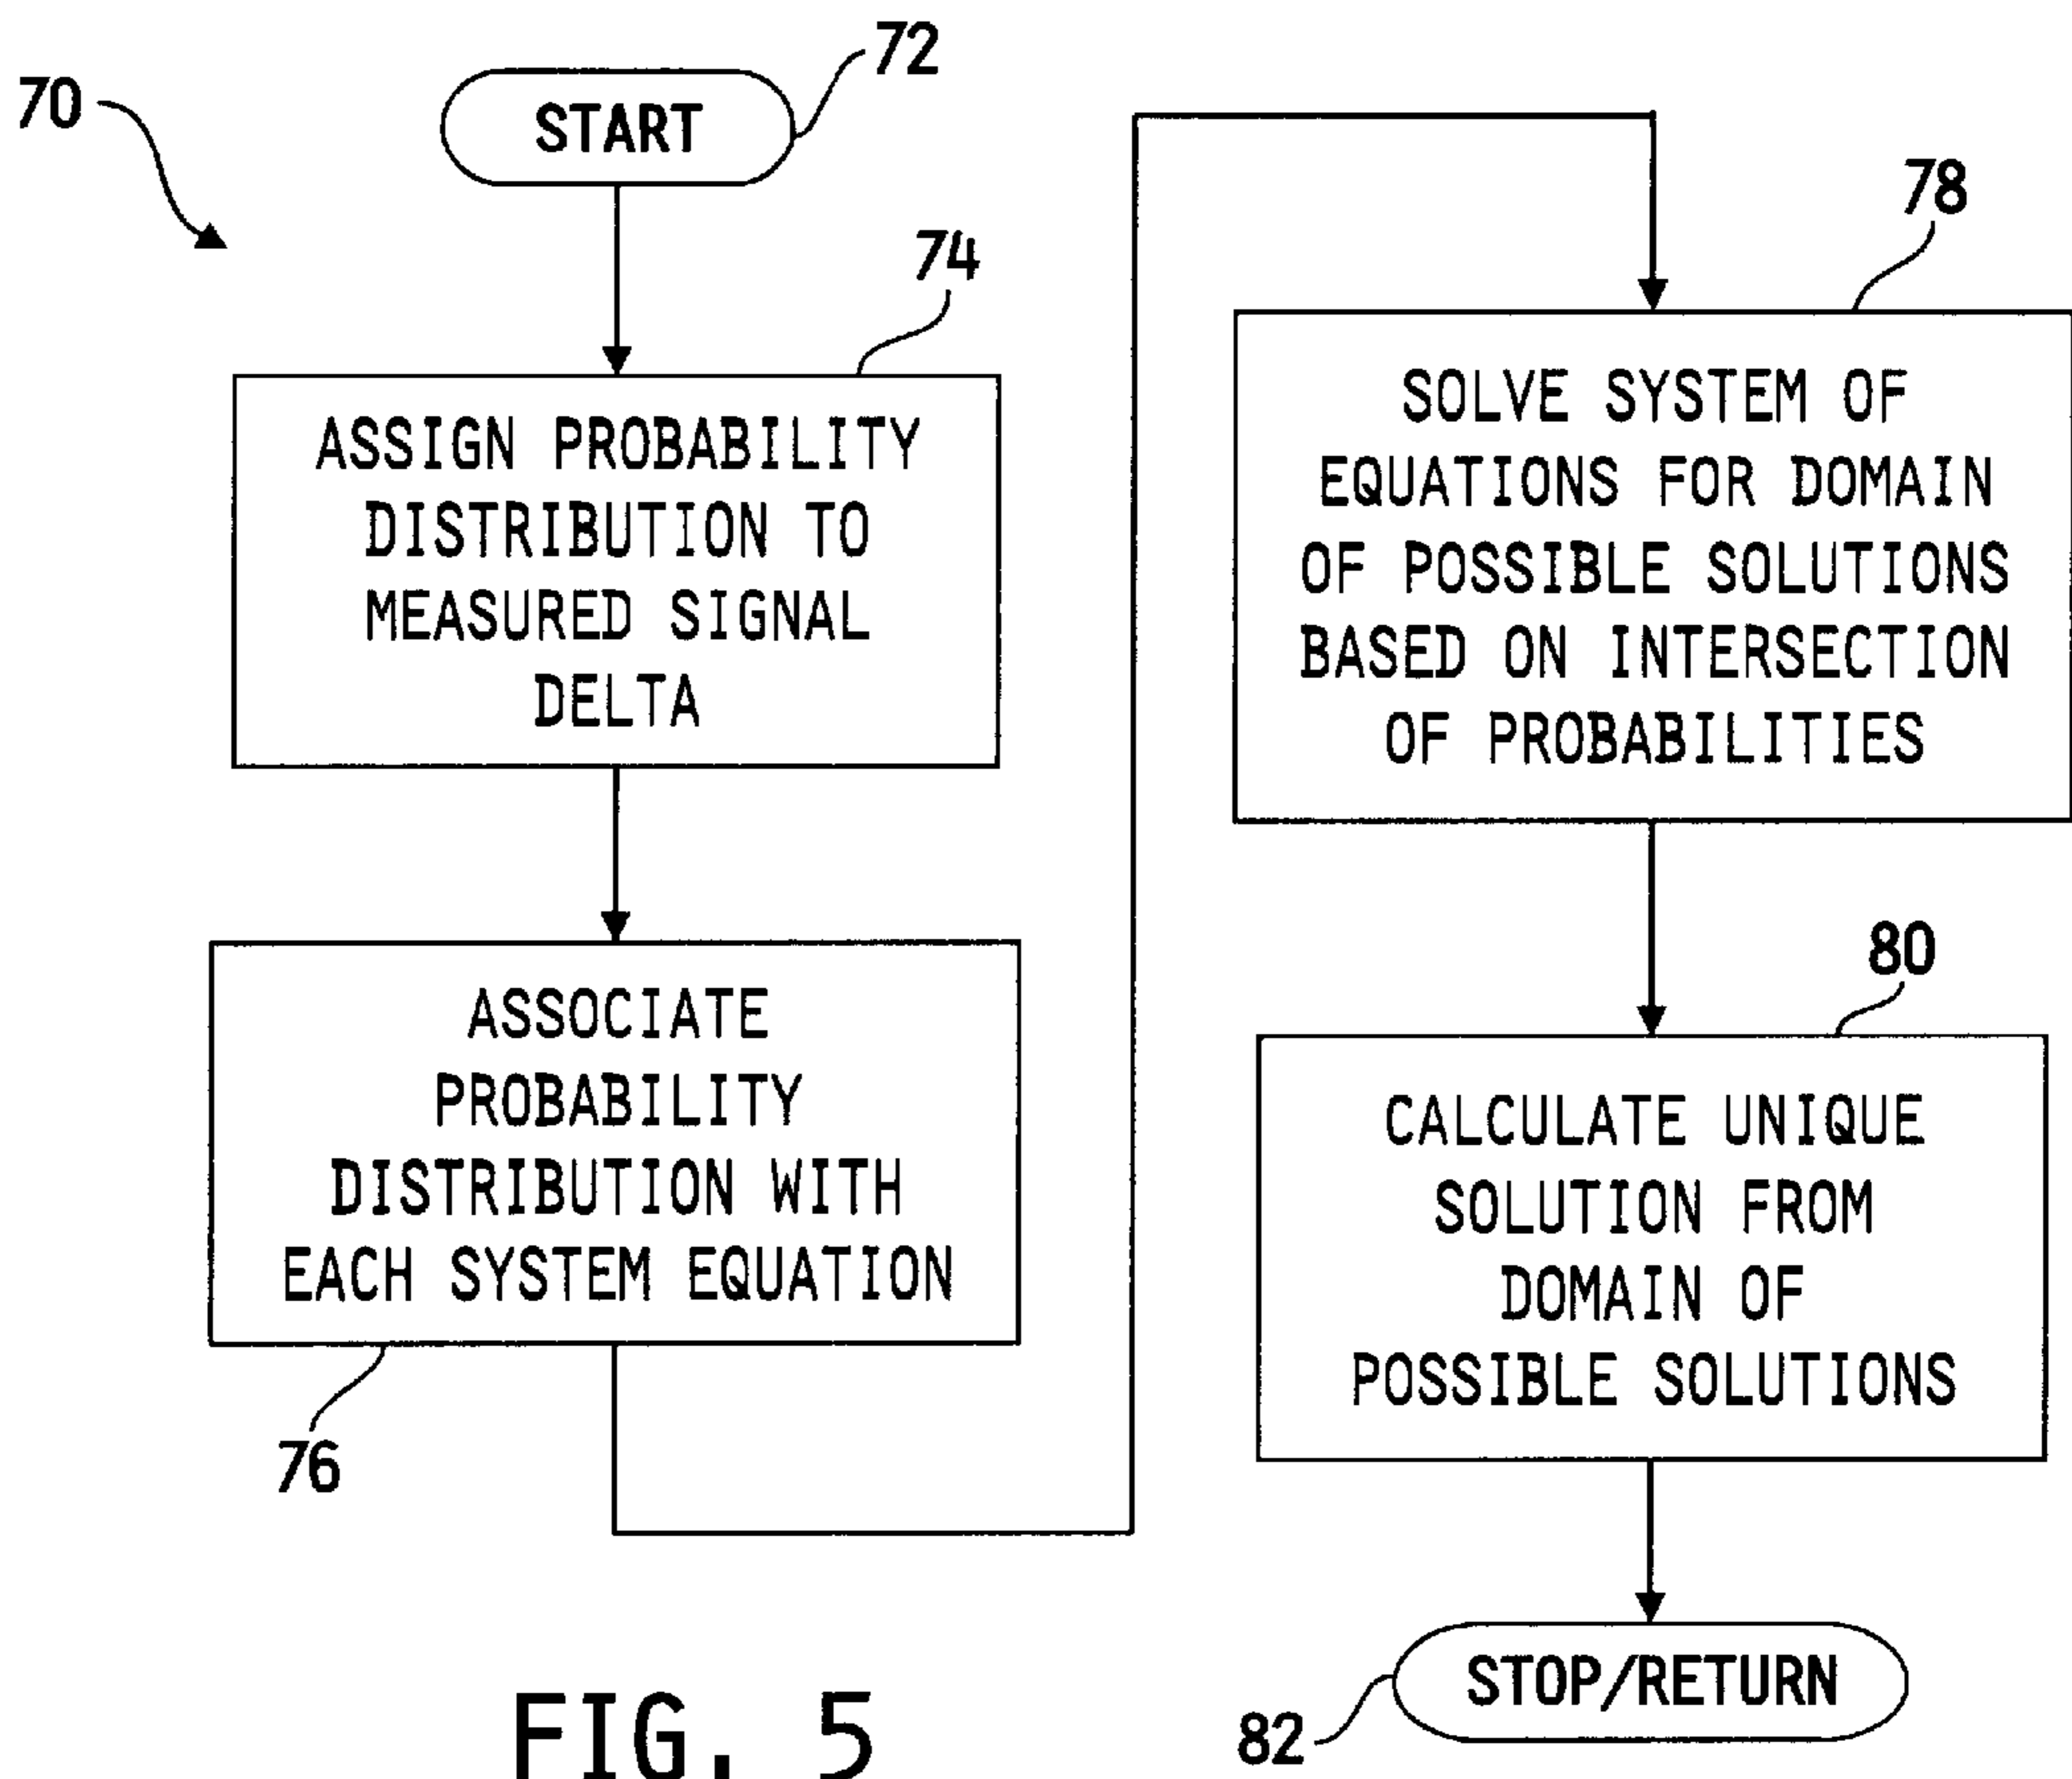 70
START
72
74
ASSIGN PROBABILITY
DISTRIBUTION TO
MEASURED SIGNAL
DELTA
ASSOCIATE
PROBABILITY
DISTRIBUTION WITH
EACH SYSTEM EQUATION
76
78
SOLVE SYSTEM OF
EQUATIONS FOR DOMAIN
OF POSSIBLE SOLUTIONS
BASED ON INTERSECTION
OF PROBABILITIES
80
CALCULATE UNIQUE
SOLUTION FROM
DOMAIN OF
POSSIBLE SOLUTIONS
STOP/RETURN
82
FIG. 5